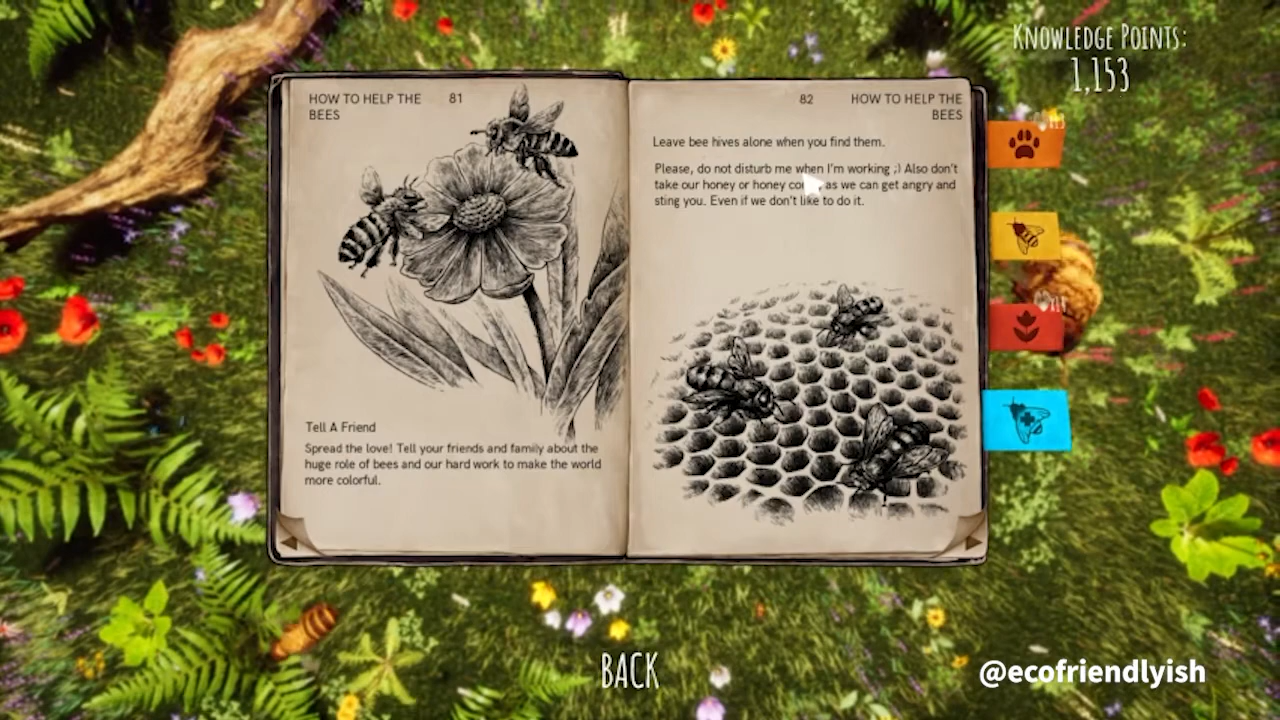 KNOWLEDGE POINTS:
1,153
HOW TO HELP THE
BEES
81
82
HOW TO HELP THE
BEES
Leave bee hives alone when you find them.
Please, do not disturb me when I'm working ;) Also don't
take our honey or honey as we can get angry and
sting you. Even if we don't like to do it.
Tell A Friend
Spread the love! Tell your friends and family about the
huge role of bees and our hard work to make the world
more colorful.
BACK
@ecofriendlyish